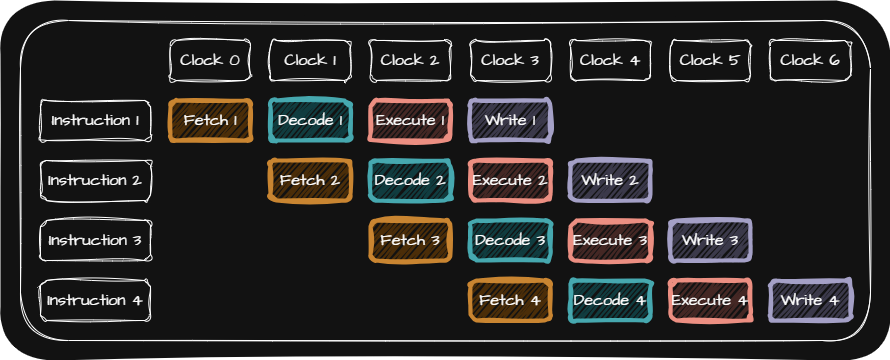 Clock 0 Clock 1 Clock 2 Clock 3 Clock 4 Clock 5 Clock 6
Instruction 1 Fetch 1 Decode 1 Execute 1 Write 1
Instruction 2 Fetch 2 Decode 2 Execute 2 Write 2
Instruction 3 Fetch 3 Decode 3 Execute 3 Write 3
Instruction 4 Fetch 4 Decode 4 Execute 4 Write 4